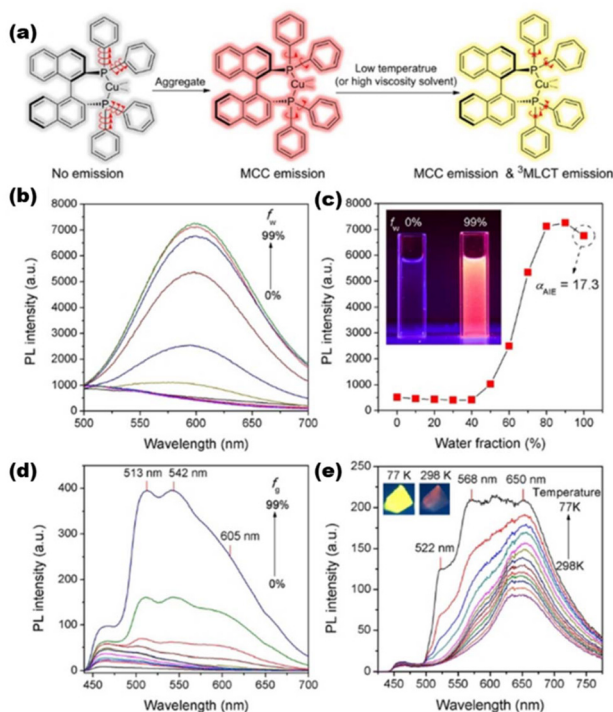 (a)
P
Cu
P
Aggregate
P
Cu
P
Low temperatrue
(or high viscosity solvent)
P
Cu
P
No emission
MCC emission
MCC emission & ³MLCT emission
(b)
PL intensity (a.u.)
8000
7000
6000
5000
4000
3000
2000
1000
0
fw
99%
0%
500
550
600
650
700
Wavelength (nm)
(c)
PL intensity (a.u.)
8000
7000
6000
5000
4000
3000
2000
1000
0
fw 0% 99%
αAIE = 17.3
0
20
40
60
80
100
Water fraction (%)
(d)
PL intensity (a.u.)
400
300
200
100
0
513 nm 542 nm
605 nm
fg
99%
0%
450
500
550
600
650
700
Wavelength (nm)
(e)
PL intensity (a.u.)
250
200
150
100
50
0
77 K 298 K
568 nm 650 nm
522 nm
Temperature
77K
298K
450
500
550
600
650
700
750
Wavelength (nm)